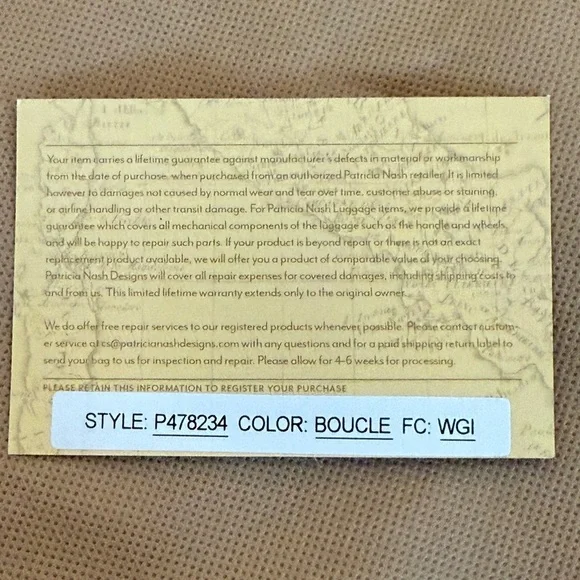 Your item carries a lifetime guarantee against manufacturer's defects in material or workmanship
from the date of purchase, when purchased from an authorized Patricia Nash retailer. It is limited
however to damages not caused by normal wear and tear over time, customer abuse or staining,
or airline handling or other transit damage. For Patricia Nash Luggage items, we provide a lifetime
guarantee which covers all mechanical components of the luggage such as the handle and wheels,
and will be happy to repair such parts. If your product is beyond repair or there is not an exact
replacement product available, we will offer you a product of comparable value of your choosing.
Patricia Nash Designs will cover all repair expenses for covered damages, including shipping costs to
and from us. This limited lifetime warranty extends only to the original owner.
We do offer free repair services to our registered products whenever possible. Please contact custom-
er service at cs@patricianashdesigns.com with any questions and for a paid shipping return label to
send your bag to us for inspection and repair. Please allow for 4-6 weeks for processing.
PLEASE RETAIN THIS INFORMATION TO REGISTER YOUR PURCHASE
STYLE: P478234 COLOR: BOUCLE FC: WGI